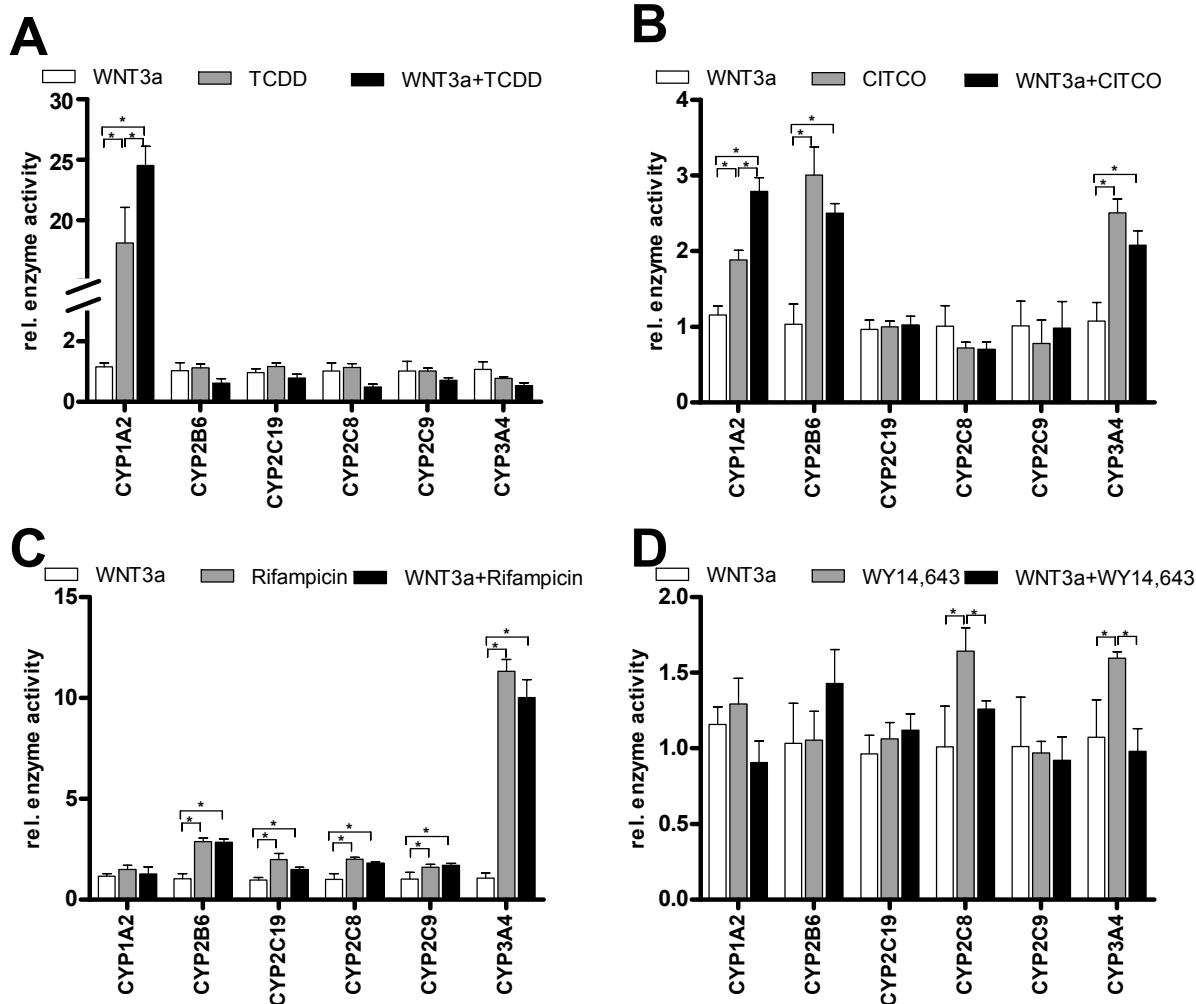 A
WNT3a TCDD WNT3a+TCDD
rel. enzyme activity
30
25
20
2
0
* * *
CYP1A2 CYP2B6 CYP2C19 CYP2C8 CYP2C9 CYP3A4
B
WNT3a CITCO WNT3a+CITCO
rel. enzyme activity
4
3
2
1
0
* * *
* *
* *
CYP1A2 CYP2B6 CYP2C19 CYP2C8 CYP2C9 CYP3A4
C
WNT3a Rifampicin WNT3a+Rifampicin
rel. enzyme activity
15
10
5
0
* *
* *
* *
* *
* *
CYP1A2 CYP2B6 CYP2C19 CYP2C8 CYP2C9 CYP3A4
D
WNT3a WY14,643 WNT3a+WY14,643
rel. enzyme activity
2.0
1.5
1.0
0.5
0.0
* *
* *
CYP1A2 CYP2B6 CYP2C19 CYP2C8 CYP2C9 CYP3A4